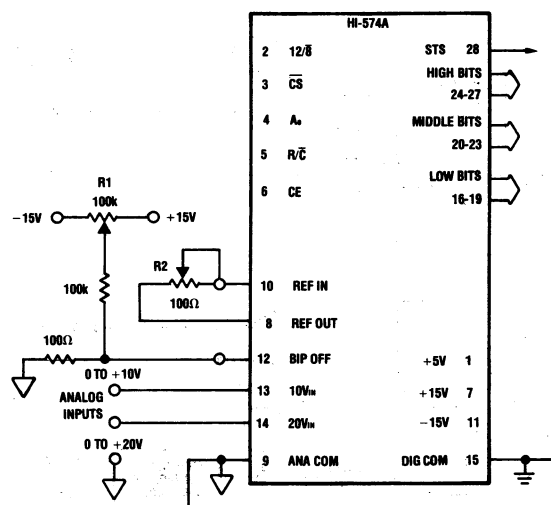 HI-574A
2 12/8̅ STS 28
3 C̅S̅ HIGH BITS
24-27
4 Aₒ MIDDLE BITS
20-23
5 R/C̅
6 CE LOW BITS
16-19
R1
100k
−15V +15V
100k
R2
100Ω
10 REF IN
8 REF OUT
100Ω
12 BIP OFF +5V 1
0 TO +10V
ANALOG
INPUTS
13 10VIN +15V 7
14 20VIN −15V 11
0 TO +20V
9 ANA COM DIG COM 15